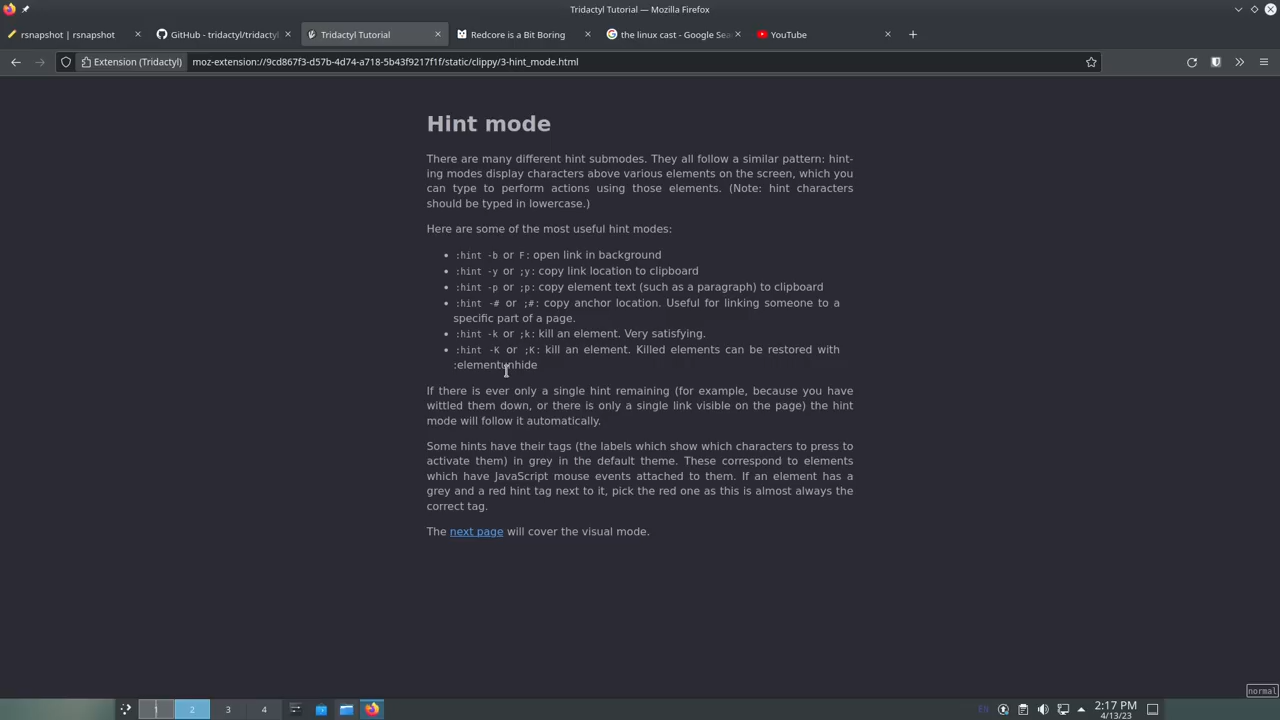 Tridactyl Tutorial — Mozilla Firefox
rsnapshot | rsnapshot
GitHub - tridactyl/tridactyl
Tridactyl Tutorial
Redcore is a Bit Boring
the linux cast - Google Sea
YouTube
Extension (Tridactyl)
moz-extension://9cd867f3-d57b-4d74-a718-5b43f9217f1f/static/clippy/3-hint_mode.html
Hint mode
There are many different hint submodes. They all follow a similar pattern: hint-
ing modes display characters above various elements on the screen, which you
can type to perform actions using those elements. (Note: hint characters
should be typed in lowercase.)
Here are some of the most useful hint modes:
• :hint -b or F: open link in background
• :hint -y or ;y: copy link location to clipboard
• :hint -p or ;p: copy element text (such as a paragraph) to clipboard
• :hint -# or ;#: copy anchor location. Useful for linking someone to a
specific part of a page.
• :hint -k or ;k: kill an element. Very satisfying.
• :hint -K or ;K: kill an element. Killed elements can be restored with
:elementunhide
If there is ever only a single hint remaining (for example, because you have
wittled them down, or there is only a single link visible on the page) the hint
mode will follow it automatically.
Some hints have their tags (the labels which show which characters to press to
activate them) in grey in the default theme. These correspond to elements
which have JavaScript mouse events attached to them. If an element has a
grey and a red hint tag next to it, pick the red one as this is almost always the
correct tag.
The next page will cover the visual mode.
normal
1
2
3
4
EN
2:17 PM
4/13/23